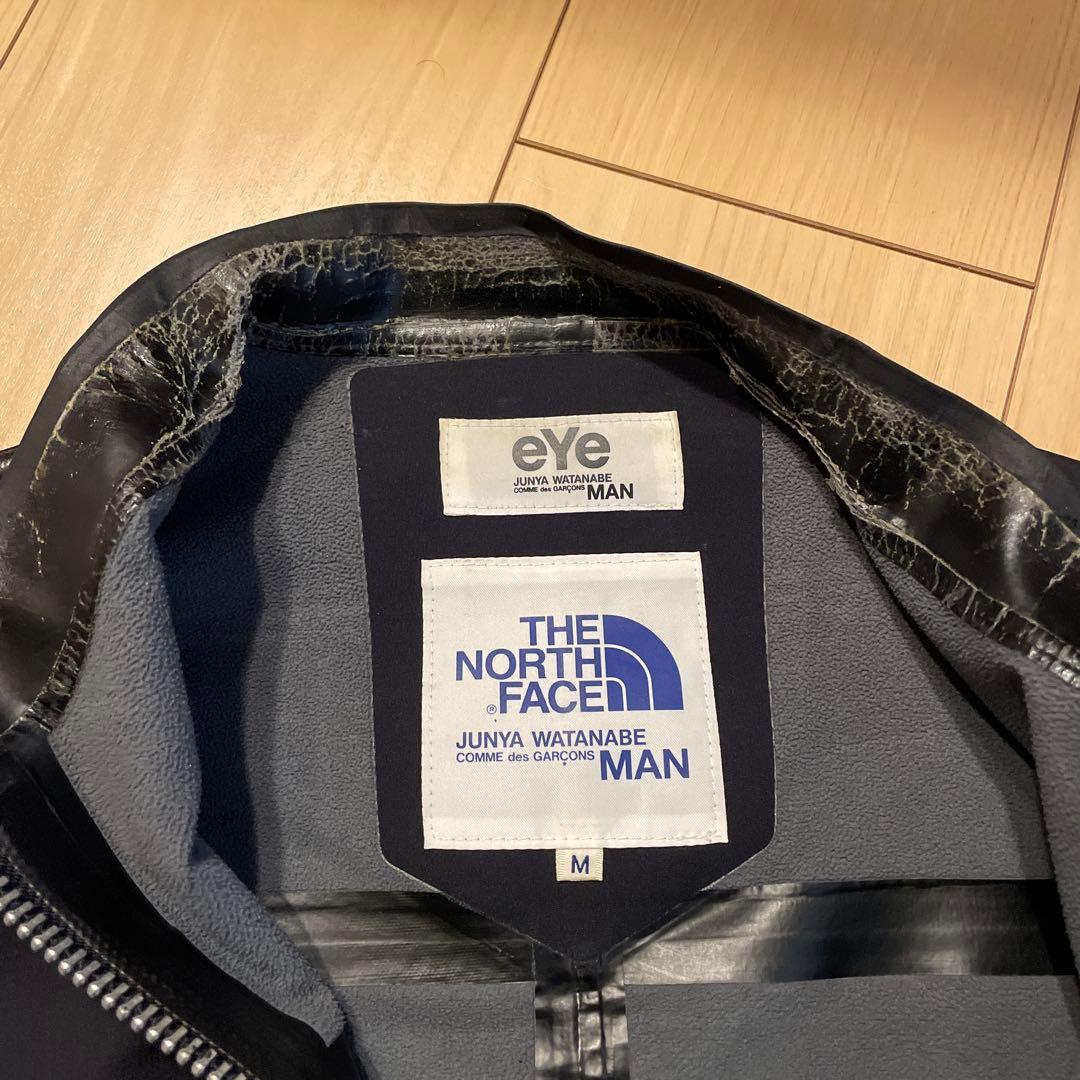 eYe
JUNYA WATANABE
COMME des GARÇONS MAN
THE
NORTH
® FACE
JUNYA WATANABE
COMME des GARÇONS MAN
M